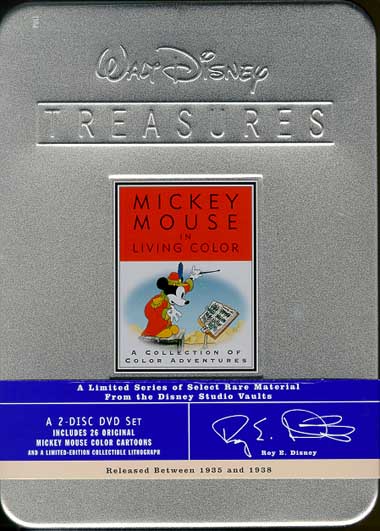 WALT DISNEY
TREASURES
MICKEY
MOUSE
IN
LIVING COLOR
A COLLECTION OF
COLOR ADVENTURES
A Limited Series of Select Rare Material
From the Disney Studio Vaults
A 2-DISC DVD SET
INCLUDES 26 ORIGINAL
MICKEY MOUSE COLOR CARTOONS
AND A LIMITED-EDITION COLLECTIBLE LITHOGRAPH
Roy E. Disney
Roy E. Disney
Released Between 1935 and 1938